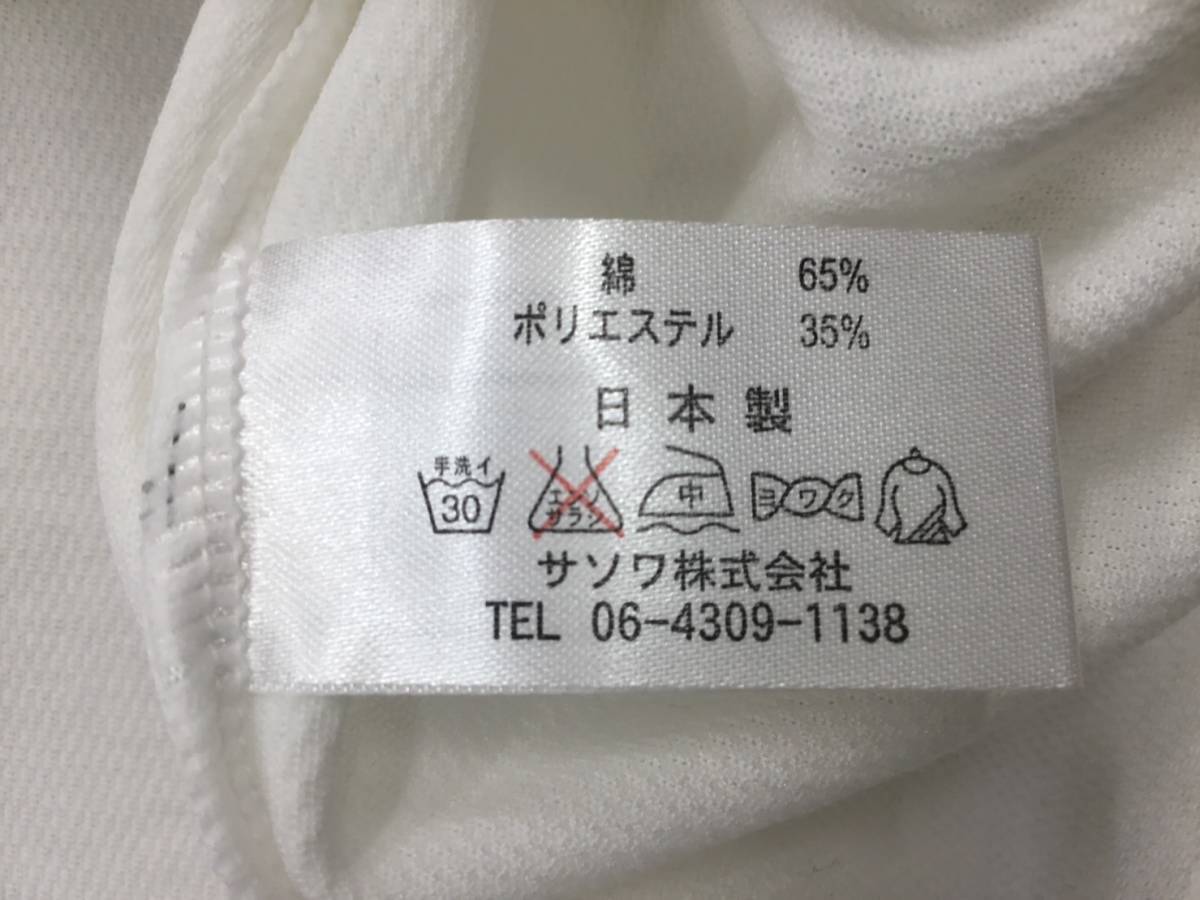 綿 65%
ポリエステル 35%
日本製
手洗イ
30
エンソ
サラシ
中
ヨワク
サソワ株式会社
TEL 06-4309-1138